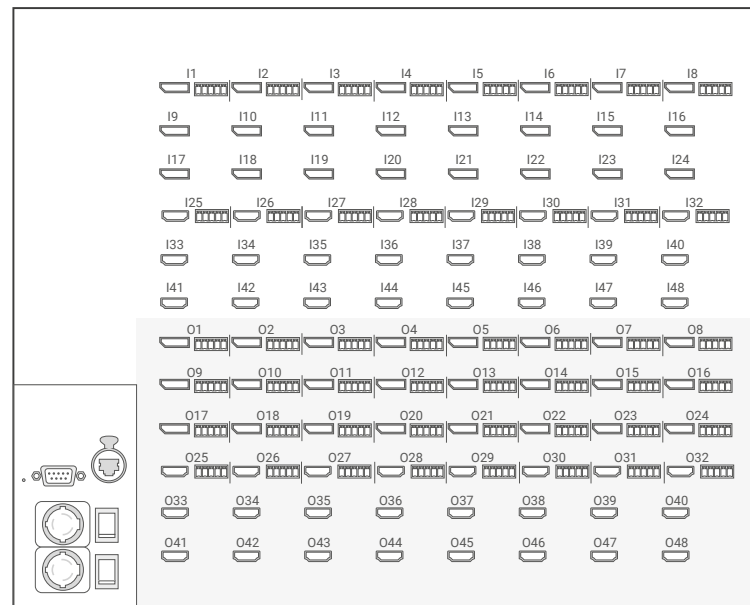 I1 I2 I3 I4 I5 I6 I7 I8
I9 I10 I11 I12 I13 I14 I15 I16
I17 I18 I19 I20 I21 I22 I23 I24
I25 I26 I27 I28 I29 I30 I31 I32
I33 I34 I35 I36 I37 I38 I39 I40
I41 I42 I43 I44 I45 I46 I47 I48
O1 O2 O3 O4 O5 O6 O7 O8
O9 O10 O11 O12 O13 O14 O15 O16
O17 O18 O19 O20 O21 O22 O23 O24
O25 O26 O27 O28 O29 O30 O31 O32
O33 O34 O35 O36 O37 O38 O39 O40
O41 O42 O43 O44 O45 O46 O47 O48